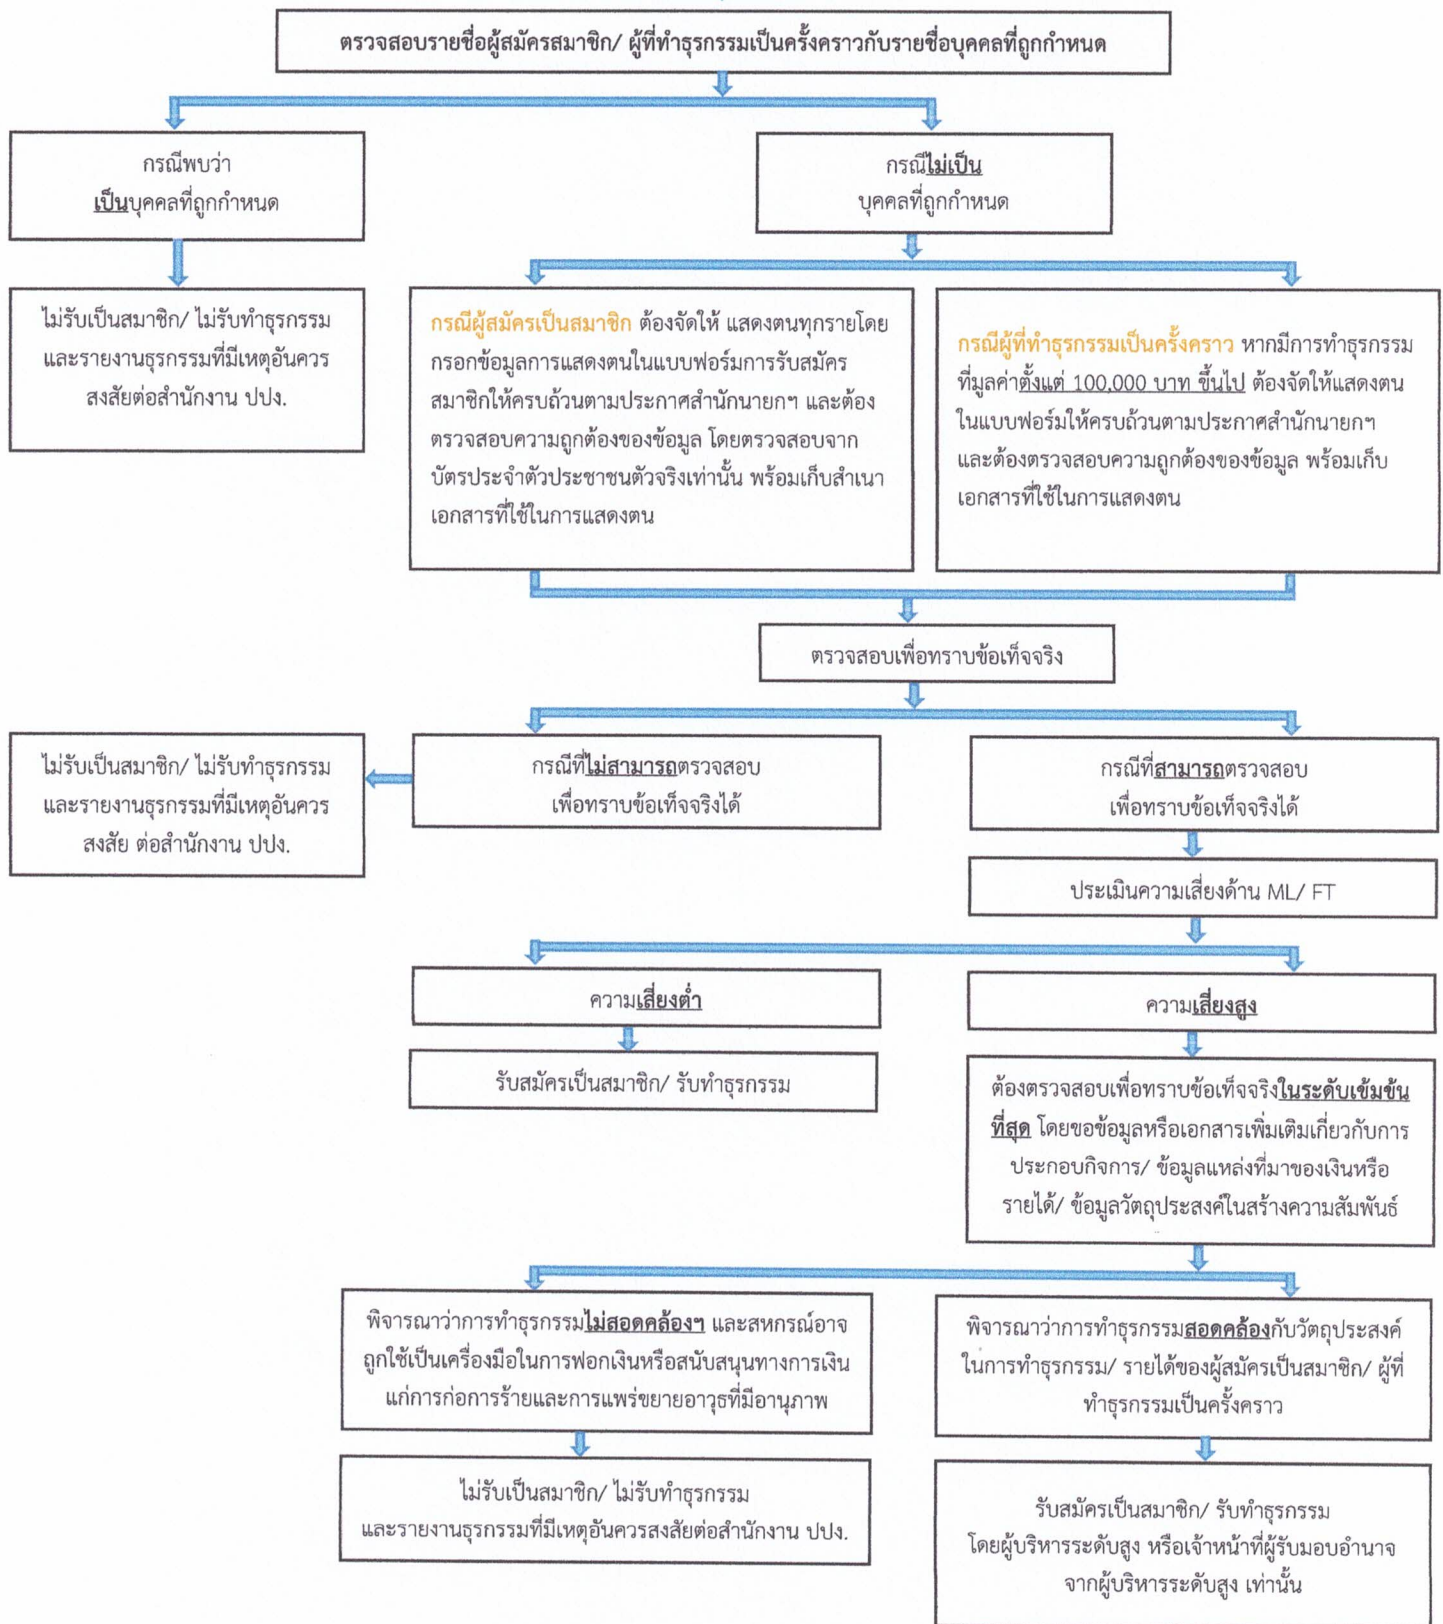 ตรวจสอบรายชื่อผู้สมัครสมาชิก/ ผู้ที่ทำธุรกรรมเป็นครั้งคราวกับรายชื่อบุคคลที่ถูกกำหนด
กรณีพบว่า
เป็นบุคคลที่ถูกกำหนด
กรณีไม่เป็น
บุคคลที่ถูกกำหนด
ไม่รับเป็นสมาชิก/ ไม่รับทำธุรกรรม
และรายงานธุรกรรมที่มีเหตุอันควร
สงสัยต่อสำนักงาน ปปง.
กรณีผู้สมัครเป็นสมาชิก ต้องจัดให้ แสดงตนทุกรายโดย
กรอกข้อมูลการแสดงตนในแบบฟอร์มการรับสมัคร
สมาชิกให้ครบถ้วนตามประกาศสำนักนายกฯ และต้อง
ตรวจสอบความถูกต้องของข้อมูล โดยตรวจสอบจาก
บัตรประจำตัวประชาชนตัวจริงเท่านั้น พร้อมเก็บสำเนา
เอกสารที่ใช้ในการแสดงตน
กรณีผู้ที่ทำธุรกรรมเป็นครั้งคราว หากมีการทำธุรกรรม
ที่มูลค่าตั้งแต่ 100,000 บาท ขึ้นไป ต้องจัดให้แสดงตน
ในแบบฟอร์มให้ครบถ้วนตามประกาศสำนักนายกฯ
และต้องตรวจสอบความถูกต้องของข้อมูล พร้อมเก็บ
เอกสารที่ใช้ในการแสดงตน
ตรวจสอบเพื่อทราบข้อเท็จจริง
ไม่รับเป็นสมาชิก/ ไม่รับทำธุรกรรม
และรายงานธุรกรรมที่มีเหตุอันควร
สงสัย ต่อสำนักงาน ปปง.
กรณีที่ไม่สามารถตรวจสอบ
เพื่อทราบข้อเท็จจริงได้
กรณีที่สามารถตรวจสอบ
เพื่อทราบข้อเท็จจริงได้
ประเมินความเสี่ยงด้าน ML/ FT
ความเสี่ยงต่ำ
ความเสี่ยงสูง
รับสมัครเป็นสมาชิก/ รับทำธุรกรรม
ต้องตรวจสอบเพื่อทราบข้อเท็จจริงในระดับเข้มข้น
ที่สุด โดยขอข้อมูลหรือเอกสารเพิ่มเติมเกี่ยวกับการ
ประกอบกิจการ/ ข้อมูลแหล่งที่มาของเงินหรือ
รายได้/ ข้อมูลวัตถุประสงค์ในสร้างความสัมพันธ์
พิจารณาว่าการทำธุรกรรมไม่สอดคล้องฯ และสหกรณ์อาจ
ถูกใช้เป็นเครื่องมือในการฟอกเงินหรือสนับสนุนทางการเงิน
แก่การก่อการร้ายและการแพร่ขยายอาวุธที่มีอานุภาพ
พิจารณาว่าการทำธุรกรรมสอดคล้องกับวัตถุประสงค์
ในการทำธุรกรรม/ รายได้ของผู้สมัครเป็นสมาชิก/ ผู้ที่
ทำธุรกรรมเป็นครั้งคราว
ไม่รับเป็นสมาชิก/ ไม่รับทำธุรกรรม
และรายงานธุรกรรมที่มีเหตุอันควรสงสัยต่อสำนักงาน ปปง.
รับสมัครเป็นสมาชิก/ รับทำธุรกรรม
โดยผู้บริหารระดับสูง หรือเจ้าหน้าที่ผู้รับมอบอำนาจ
จากผู้บริหารระดับสูง เท่านั้น